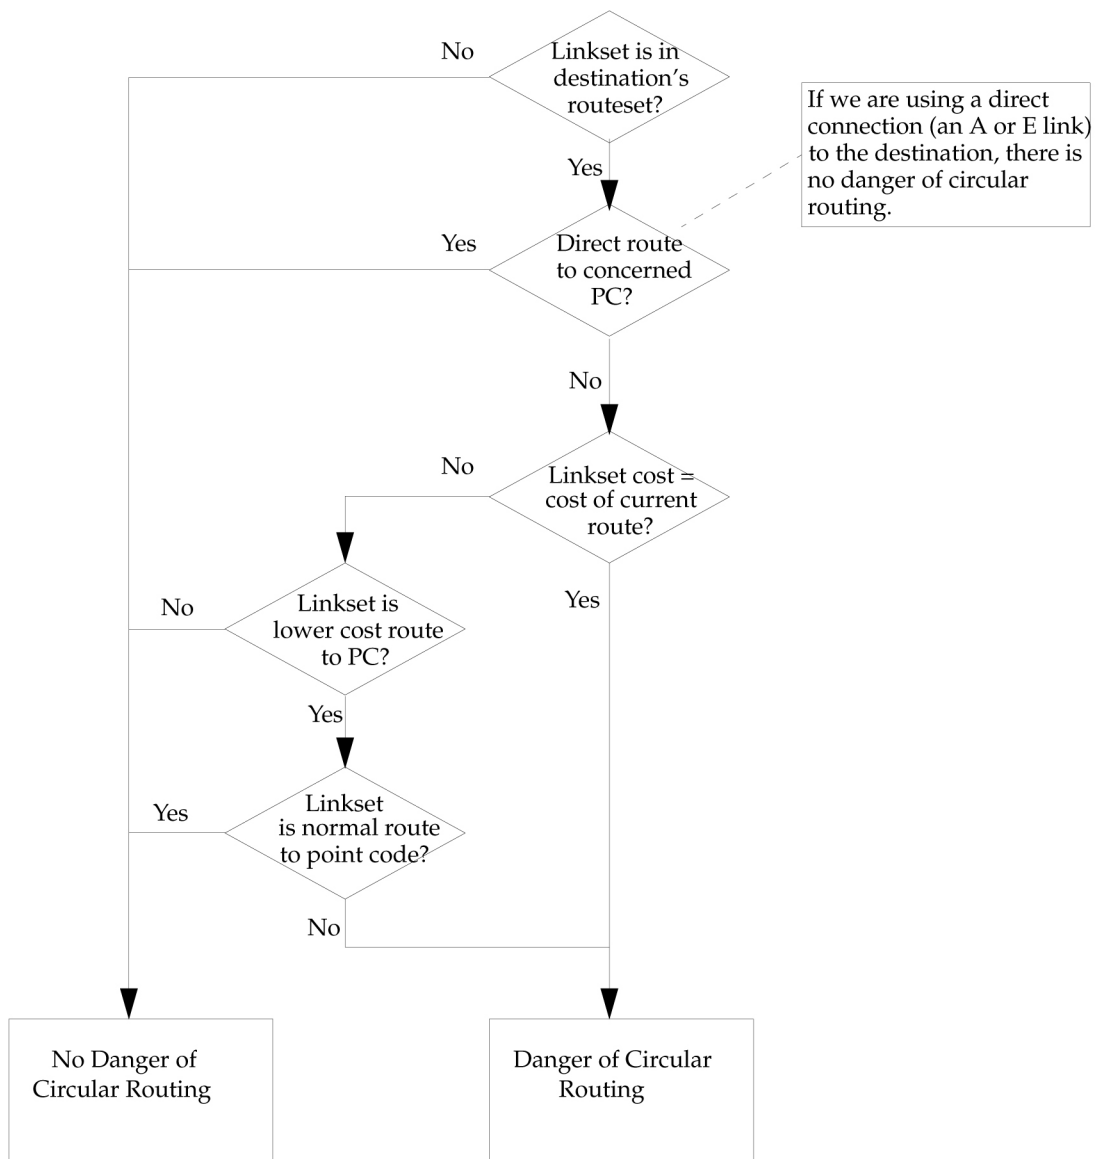 No
Linkset is in
destination's
routeset?
If we are using a direct
connection (an A or E link)
to the destination, there is
no danger of circular
routing.
Yes
Yes
Direct route
to concerned
PC?
No
No
Linkset cost =
cost of current
route?
No
Linkset is
lower cost route
to PC?
Yes
Yes
Yes
Linkset
is normal route
to point code?
No
No Danger of
Circular Routing
Danger of Circular
Routing